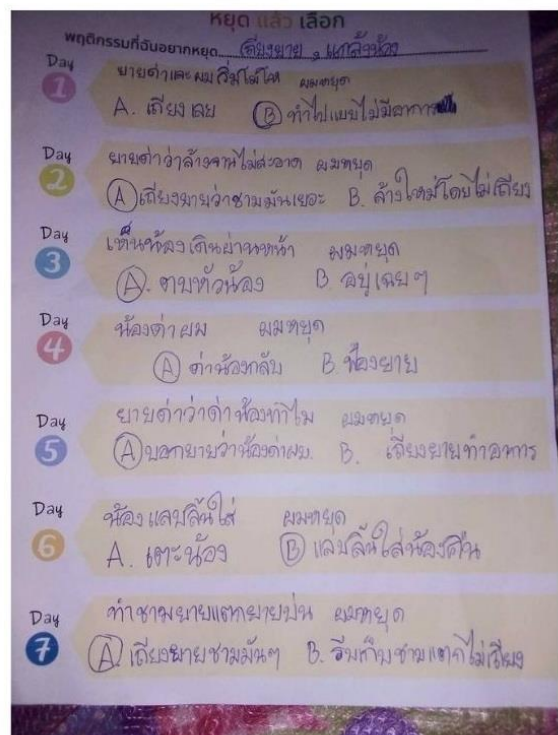 หยุด แล้ว เลือก
พฤติกรรมที่ฉันอยากหยุด เถียงยาย , แกล้งน้อง
Day 1
ยายด่าและผมเริ่มโมโห ผมหยุด
A. เถียงเลย B ทำไปแบบไม่มีอาการ
Day 2
ยายด่าว่าล้างจานไม่สะอาด ผมหยุด
A เถียงยายว่าชามมันเยอะ B. ล้างใหม่โดยไม่เถียง
Day 3
เห็นน้องเดินผ่านหน้า ผมหยุด
A. ตบหัวน้อง B อยู่เฉยๆ
Day 4
น้องด่าผม ผมหยุด
A ด่าน้องกลับ B. ฟ้องยาย
Day 5
ยายด่าว่าด่าน้องทำไม ผมหยุด
A บอกยายว่าน้องด่าผม. B. เถียงยายทำอาการ
Day 6
น้องแลบลิ้นใส่ ผมหยุด
A. เตะน้อง B แลบลิ้นใส่น้องคืน
Day 7
ทำชามยายแตกยายบ่น ผมหยุด
A เถียงยายชามมันๆ B. รีบเก็บชามแตกไม่เถียง